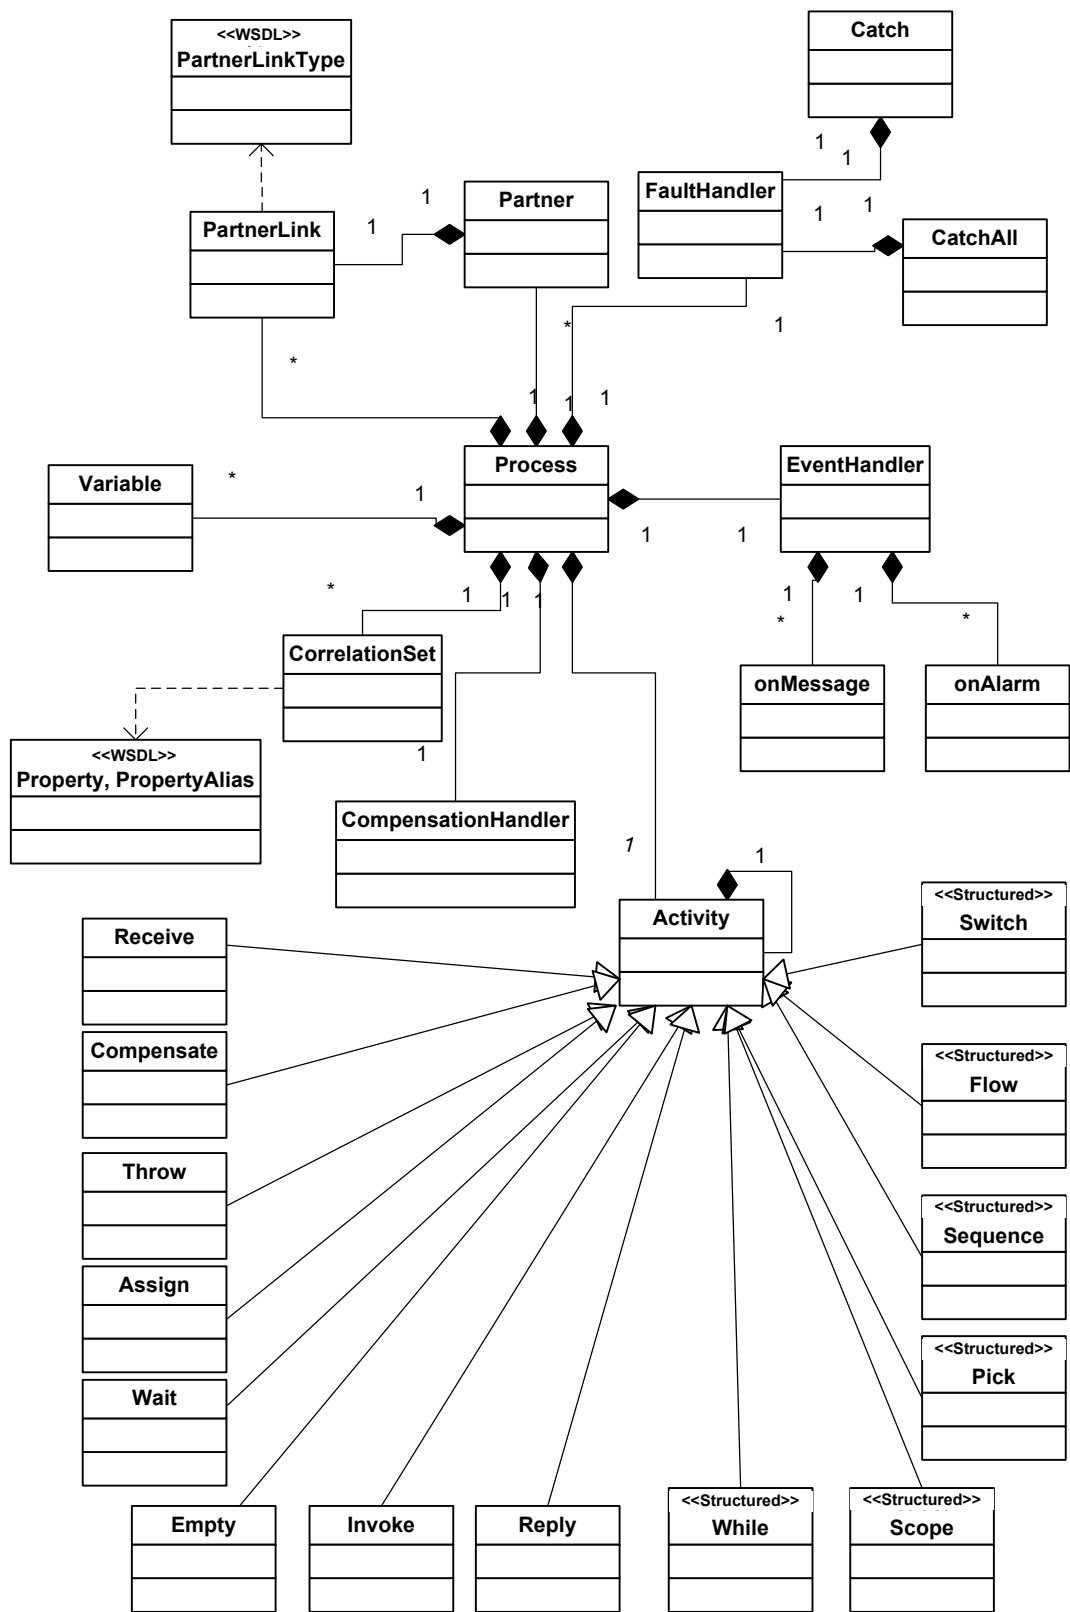 <<WSDL>>
PartnerLinkType
Catch
1
1
1
1
PartnerLink
1
Partner
FaultHandler
1
1
CatchAll
*
*
1
1
1
1
Process
EventHandler
Variable
*
1
1
1
*
1
1
1
1
*
1
*
CorrelationSet
onMessage
onAlarm
<<WSDL>>
Property, PropertyAlias
1
CompensationHandler
1
1
Activity
<<Structured>>
Switch
Receive
Compensate
<<Structured>>
Flow
Throw
<<Structured>>
Sequence
Assign
<<Structured>>
Pick
Wait
Empty
Invoke
Reply
<<Structured>>
While
<<Structured>>
Scope